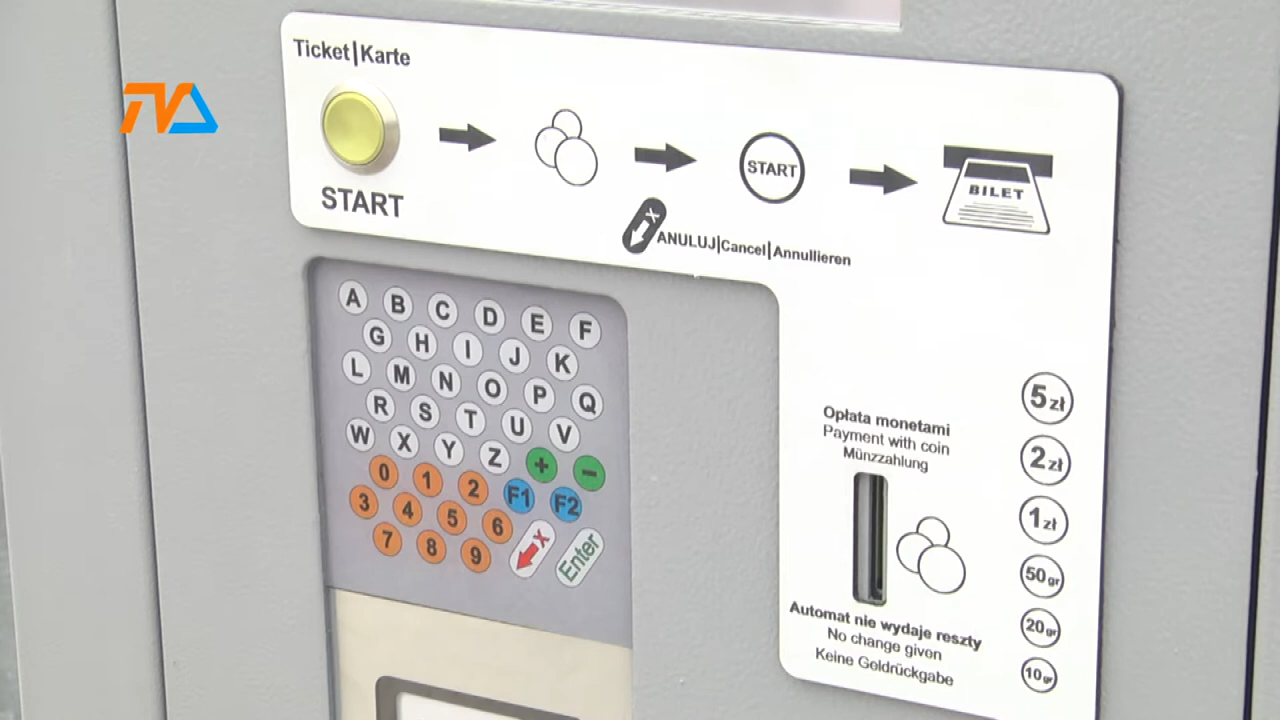 Ticket|Karte
TVA
START
START
BILET
ANULUJ|Cancel|Annullieren
A B C D E F
G H I J K
L M N O P Q
R S T U V
W X Y Z + -
0 1 2 F1 F2
3 4 5 6 X Enter
7 8 9
Opłata monetami
Payment with coin
Münzzahlung
5 zł
2 zł
1 zł
50 gr
20 gr
10 gr
Automat nie wydaje reszty
No change given
Keine Geldrückgabe